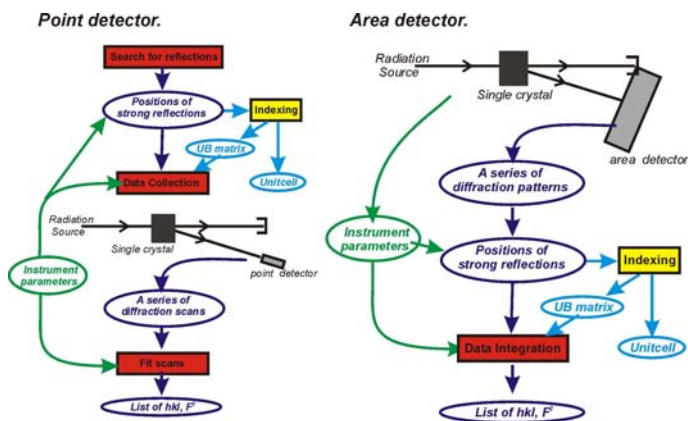 Point detector.
Search for reflections
Positions of
strong reflections
Indexing
UB matrix
Unitcell
Data Collection
Radiation
Source
Single crystal
point detector
Instrument
parameters
A series of
diffraction scans
Fit scans
List of hkl, F²
Area detector.
Radiation
Source
Single crystal
area detector
A series of
diffraction patterns
Instrument
parameters
Positions of
strong reflections
Indexing
UB matrix
Unitcell
Data Integration
List of hkl, F²